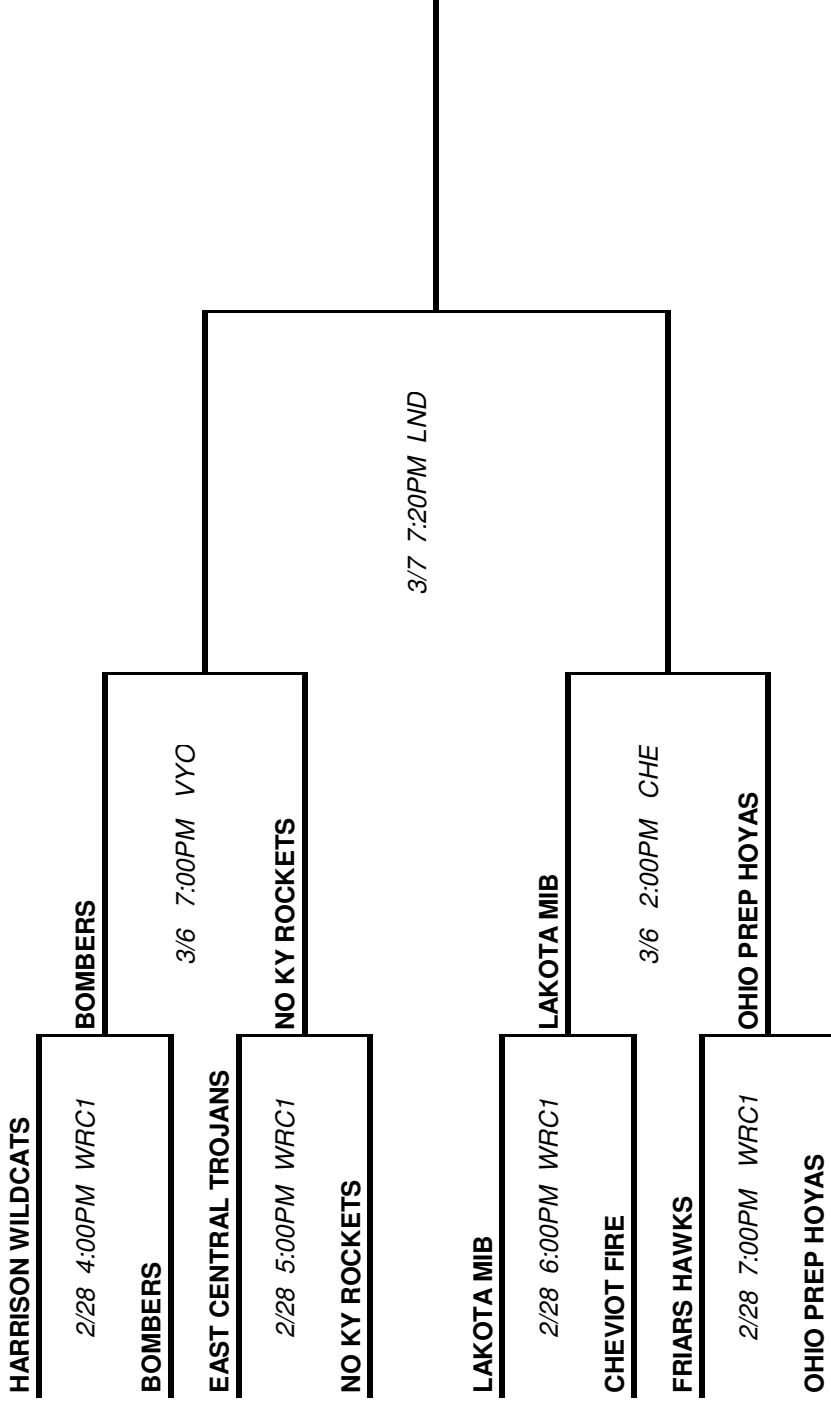 HARRISON WILDCATS
2/28 4:00PM WRC1
BOMBERS
BOMBERS
3/6 7:00PM VYO
EAST CENTRAL TROJANS
2/28 5:00PM WRC1
NO KY ROCKETS
NO KY ROCKETS
3/7 7:20PM LND
LAKOTA MIB
2/28 6:00PM WRC1
LAKOTA MIB
CHEVIOT FIRE
3/6 2:00PM CHE
FRIARS HAWKS
2/28 7:00PM WRC1
OHIO PREP HOYAS
OHIO PREP HOYAS